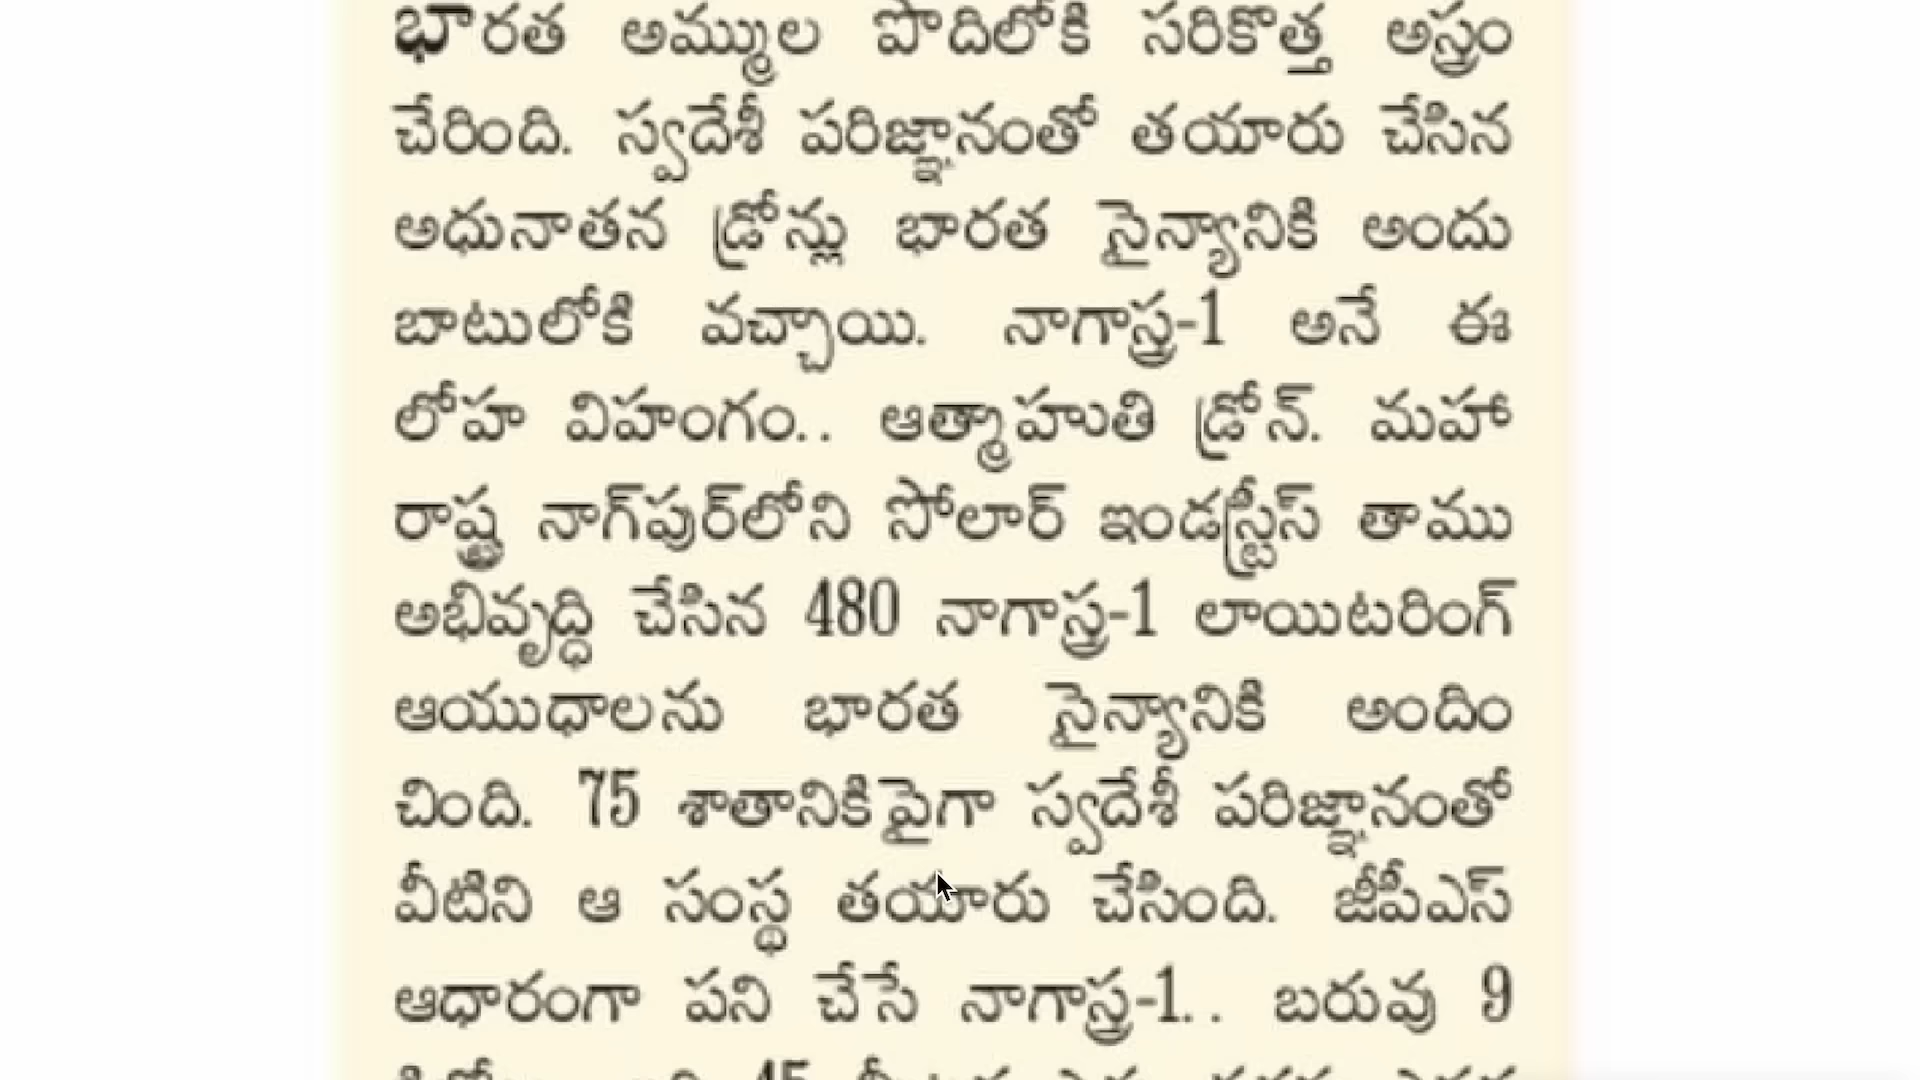 భారత అమ్ముల పొదిలోకి సరికొత్త అస్త్రం
చేరింది. స్వదేశీ పరిజ్ఞానంతో తయారు చేసిన
అధునాతన డ్రోన్లు భారత సైన్యానికి అందు
బాటులోకి వచ్చాయి. నాగాస్త్ర-1 అనే ఈ
లోహ విహంగం.. ఆత్మాహుతి డ్రోన్. మహా
రాష్ట్ర నాగ్‌పుర్‌లోని సోలార్ ఇండస్ట్రీస్ తాము
అభివృద్ధి చేసిన 480 నాగాస్త్ర-1 లాయిటరింగ్
ఆయుధాలను భారత సైన్యానికి అందిం
చింది. 75 శాతానికిపైగా స్వదేశీ పరిజ్ఞానంతో
వీటిని ఆ సంస్థ తయారు చేసింది. జీపీఎస్
ఆధారంగా పని చేసే నాగాస్త్ర-1.. బరువు 9
45